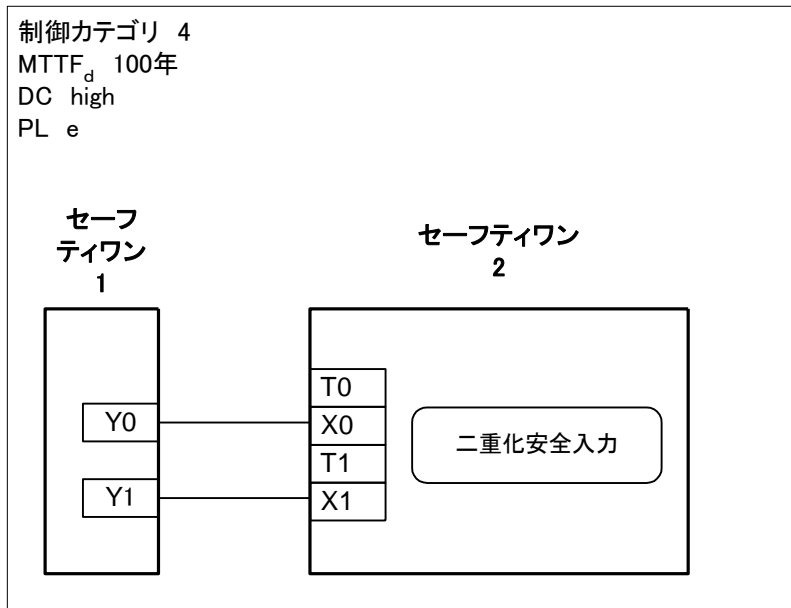 制御カテゴリ 4
MTTFd 100年
DC high
PL e
セーフ
ティワン
1
セーフティワン
2
T0
Y0
X0
二重化安全入力
T1
Y1
X1